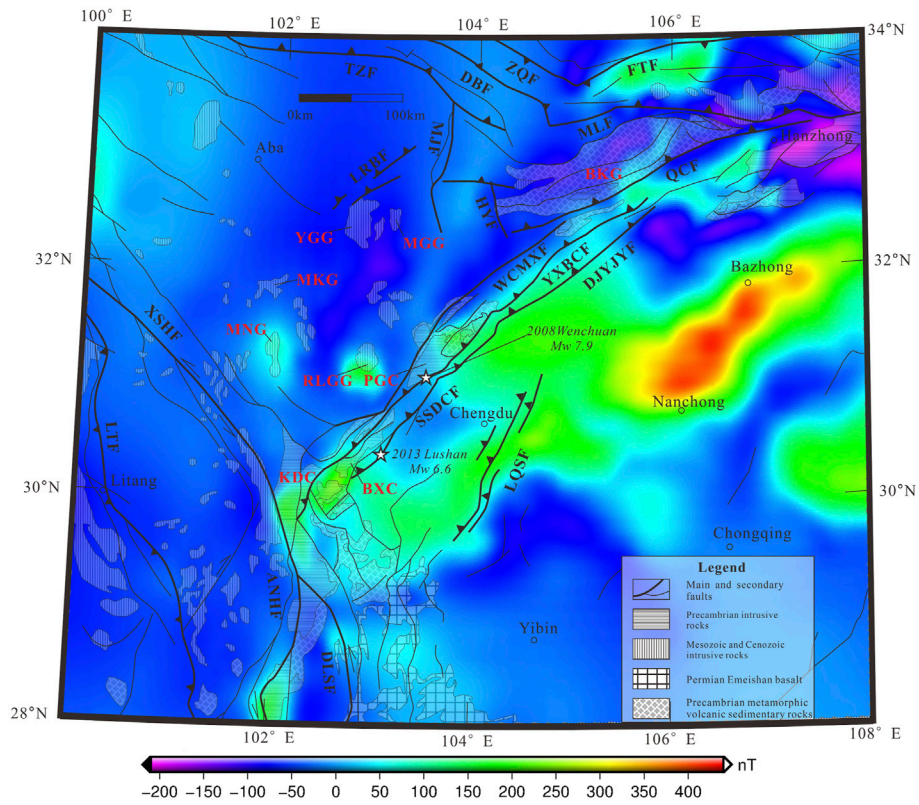 100° E
102° E
104° E
106° E
34°N
34°N
TZF
DBF
ZQF
FTF
0km
100km
MLF
MJF
Hanzhong
Aba
LRBF
BKG
QCF
HYF
YGG
MGG
32°N
32°N
WCMXF
YXBCF
DJYJYF
Bazhong
MKG
XSHF
MNG
2008Wenchuan
Mw 7.9
RLGG
PGC
SSDCF
Chengdu
Nanchong
LTF
2013 Lushan
Mw 6.6
LQSF
KDC
BXC
Litang
30°N
30°N
Chongqing
ANHF
DLSF
Yibin
Legend
Main and secondary
faults
Precambrian intrusive
rocks
Mesozoic and Cenozoic
intrusive rocks
Permian Emeishan basalt
Precambrian metamorphic
volcanic sedimentary rocks
28°N
102° E
104° E
106° E
108° E
−200 −150 −100 −50 0 50 100 150 200 250 300 350 400
nT